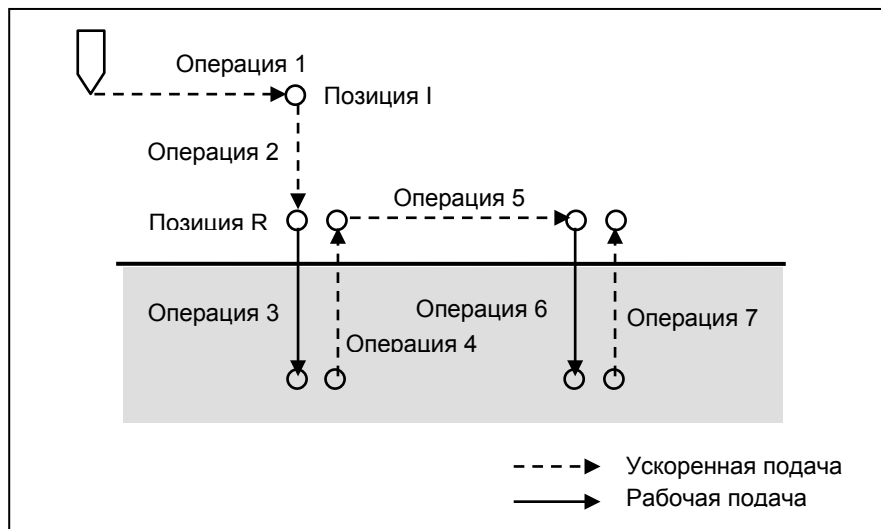 Операция 1
Позиция I
Операция 2
Операция 5
Позиция R
Операция 3
Операция 6
Операция 7
Операция 4
Ускоренная подача
Рабочая подача